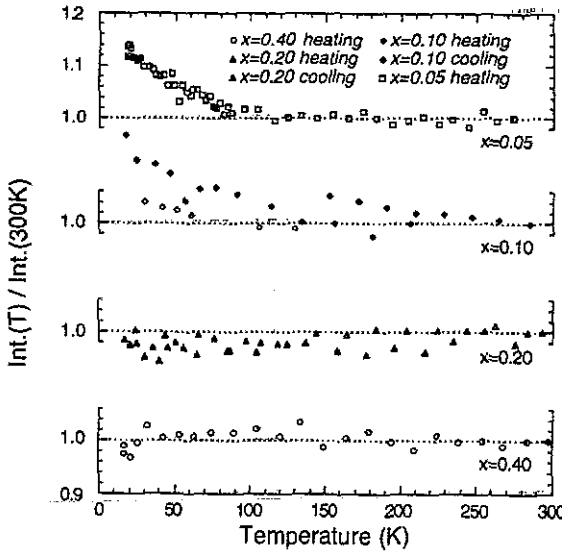 1.2
x=0.40 heating x=0.10 heating
x=0.20 heating x=0.10 cooling
x=0.20 cooling x=0.05 heating
1.1
1.0
x=0.05
1.0
x=0.10
Int.(T) / Int.(300K)
1.0
x=0.20
1.0
x=0.40
0.9
0 50 100 150 200 250 300
Temperature (K)